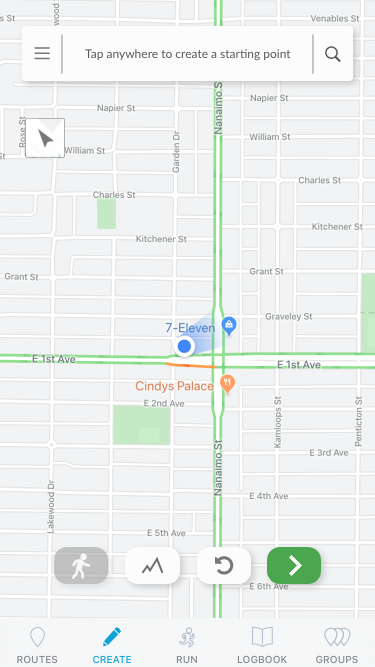 Venables St
Tap anywhere to create a starting point
Napier St
Napier St
William St
William St
Rose St
Garden Dr
Nanaimo S
Charles St
Charles St
Kitchener St
Kitchener St
Grant St
Grant St
Graveley St
7-Eleven
E 1st Ave
E 1st Ave
Cindys Palace
E 2nd Ave
Kamloops St
Penticton St
Nanaimo St
E 3rd Ave
Lakewood Dr
E 4th Ave
E 5th Ave
E 6th Ave
ROUTES
CREATE
RUN
LOGBOOK
GROUPS